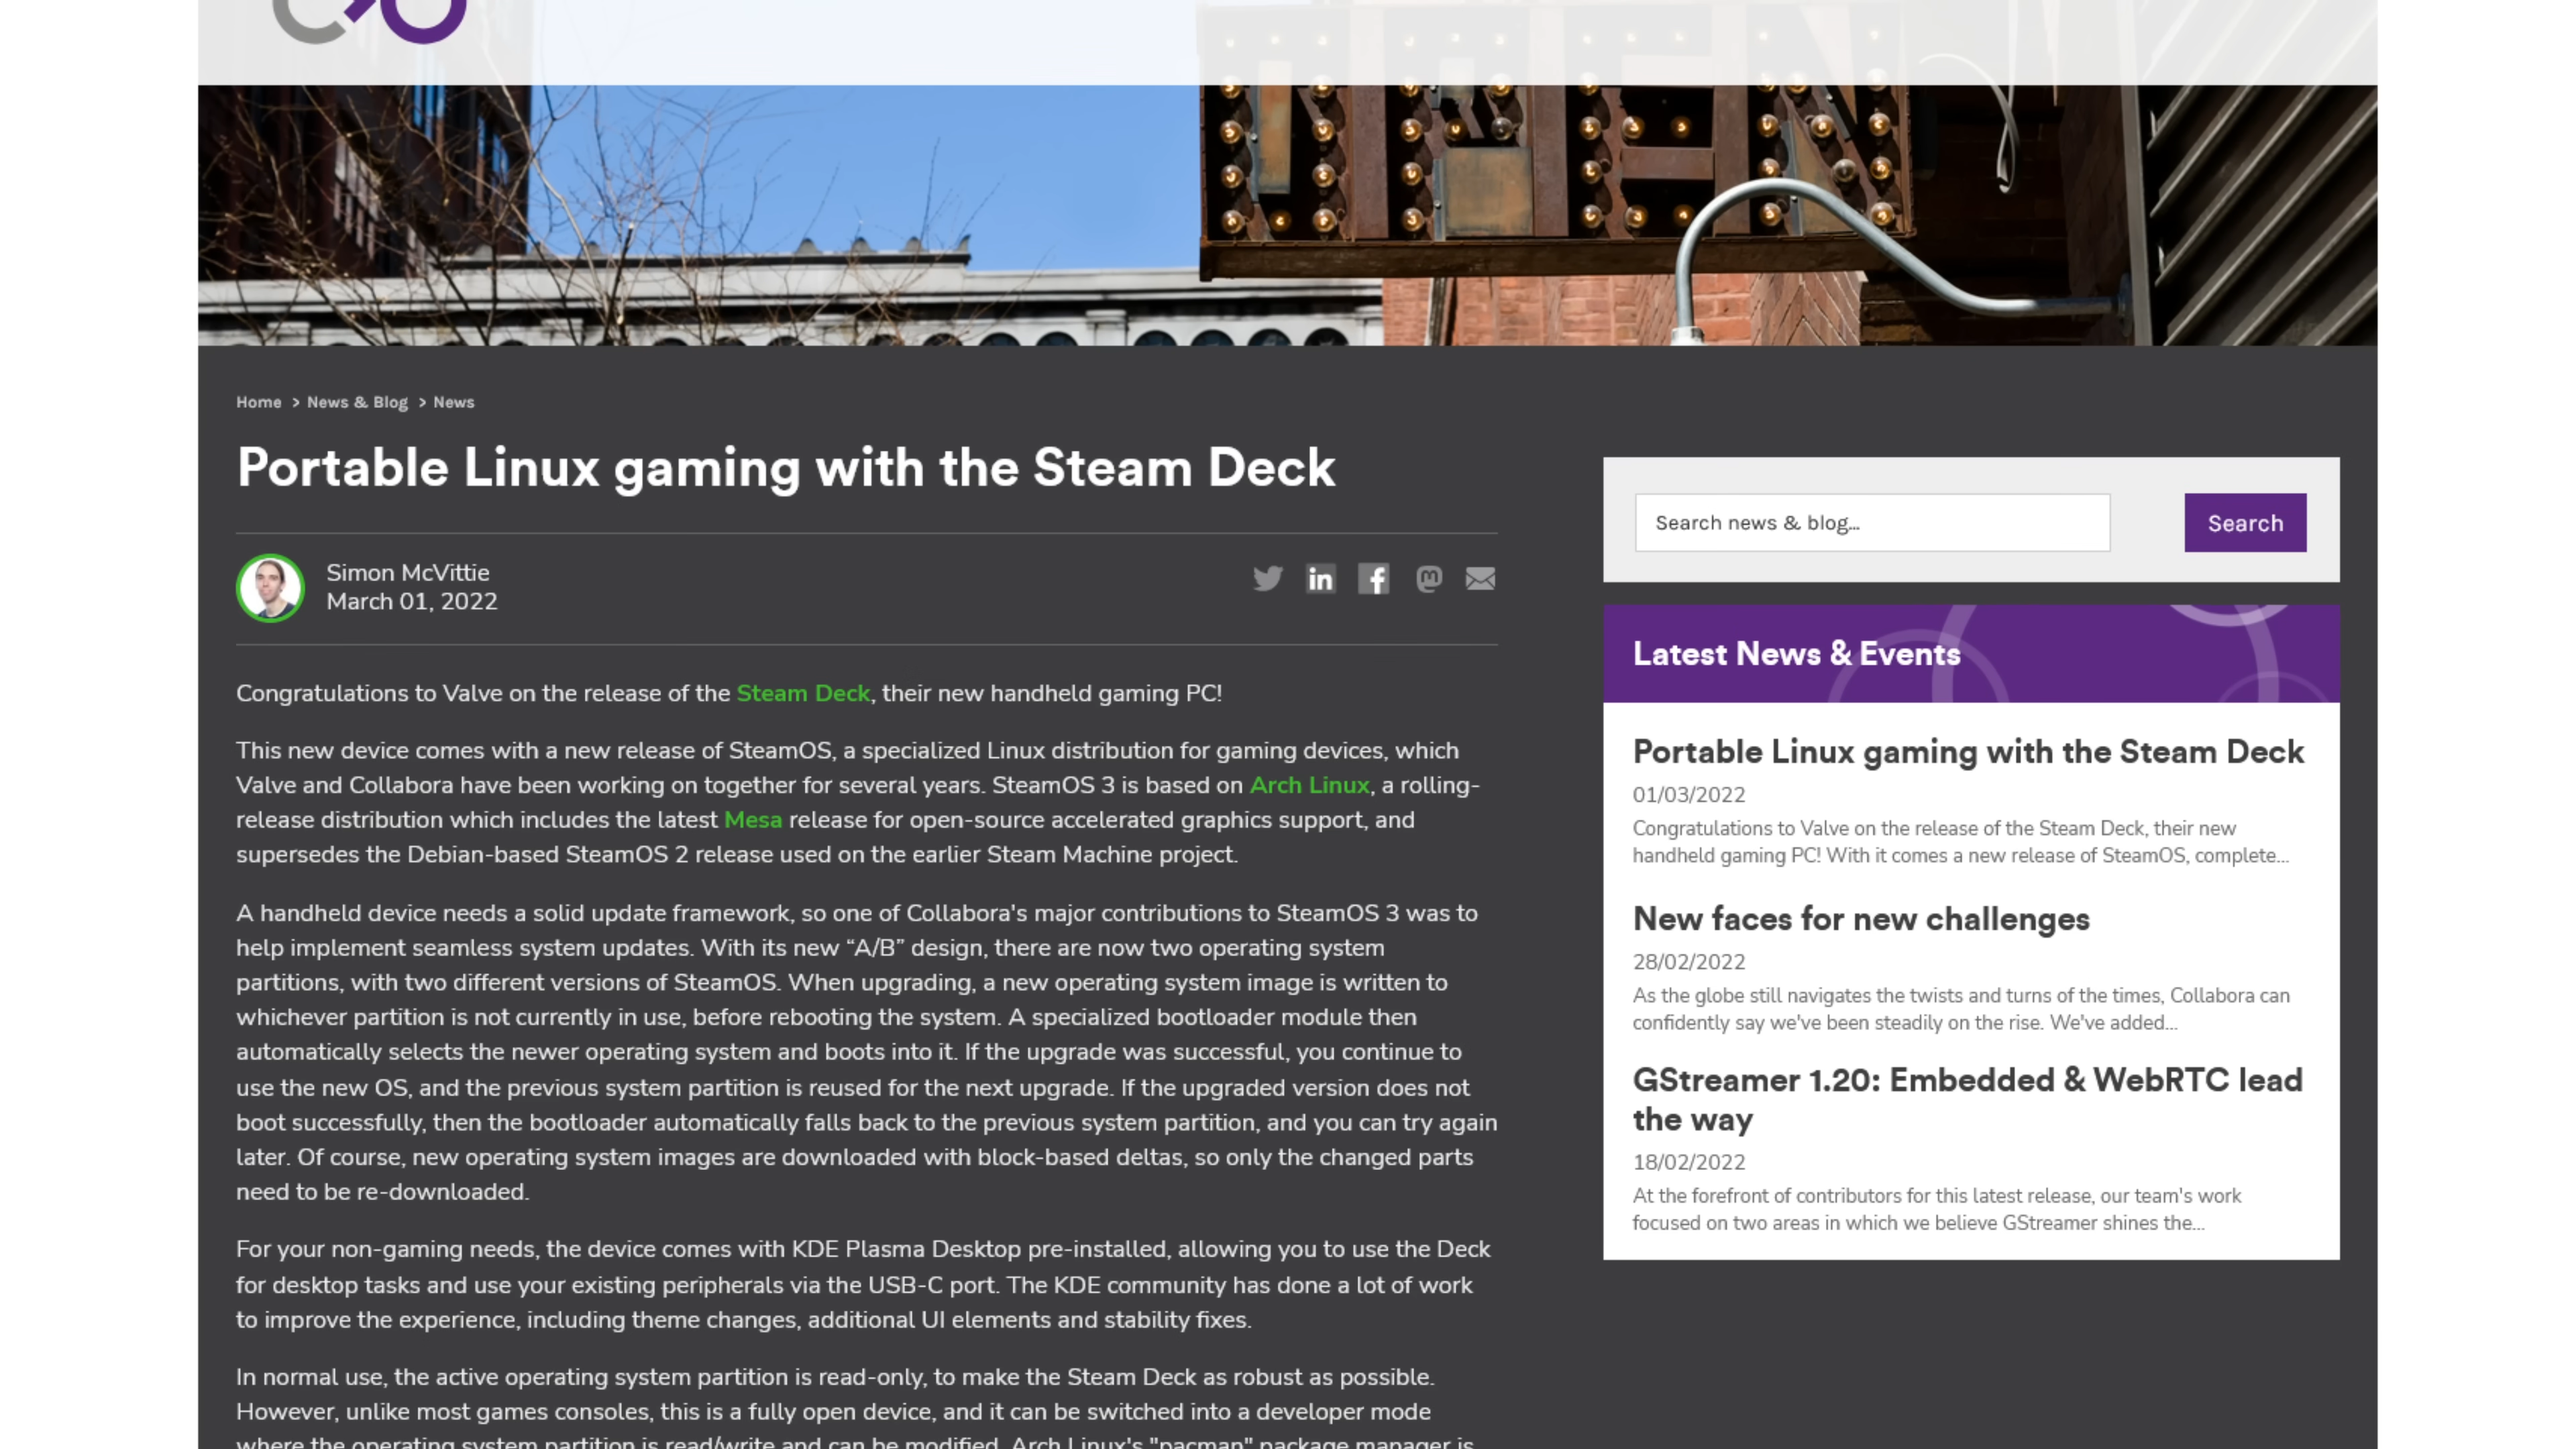 OPEN
Home > News & Blog > News
Portable Linux gaming with the Steam Deck
Simon McVittie
March 01, 2022
Congratulations to Valve on the release of the Steam Deck, their new handheld gaming PC!
This new device comes with a new release of SteamOS, a specialized Linux distribution for gaming devices, which
Valve and Collabora have been working on together for several years. SteamOS 3 is based on Arch Linux, a rolling-
release distribution which includes the latest Mesa release for open-source accelerated graphics support, and
supersedes the Debian-based SteamOS 2 release used on the earlier Steam Machine project.
A handheld device needs a solid update framework, so one of Collabora's major contributions to SteamOS 3 was to
help implement seamless system updates. With its new “A/B” design, there are now two operating system
partitions, with two different versions of SteamOS. When upgrading, a new operating system image is written to
whichever partition is not currently in use, before rebooting the system. A specialized bootloader module then
automatically selects the newer operating system and boots into it. If the upgrade was successful, you continue to
use the new OS, and the previous system partition is reused for the next upgrade. If the upgraded version does not
boot successfully, then the bootloader automatically falls back to the previous system partition, and you can try again
later. Of course, new operating system images are downloaded with block-based deltas, so only the changed parts
need to be re-downloaded.
For your non-gaming needs, the device comes with KDE Plasma Desktop pre-installed, allowing you to use the Deck
for desktop tasks and use your existing peripherals via the USB-C port. The KDE community has done a lot of work
to improve the experience, including theme changes, additional UI elements and stability fixes.
In normal use, the active operating system partition is read-only, to make the Steam Deck as robust as possible.
However, unlike most games consoles, this is a fully open device, and it can be switched into a developer mode
where the operating system partition is read/write and can be modified. Arch Linux's "pacman" package manager is
Search news & blog...
Search
Latest News & Events
Portable Linux gaming with the Steam Deck
01/03/2022
Congratulations to Valve on the release of the Steam Deck, their new
handheld gaming PC! With it comes a new release of SteamOS, complete...
New faces for new challenges
28/02/2022
As the globe still navigates the twists and turns of the times, Collabora can
confidently say we've been steadily on the rise. We've added...
GStreamer 1.20: Embedded & WebRTC lead
the way
18/02/2022
At the forefront of contributors for this latest release, our team's work
focused on two areas in which we believe GStreamer shines the...